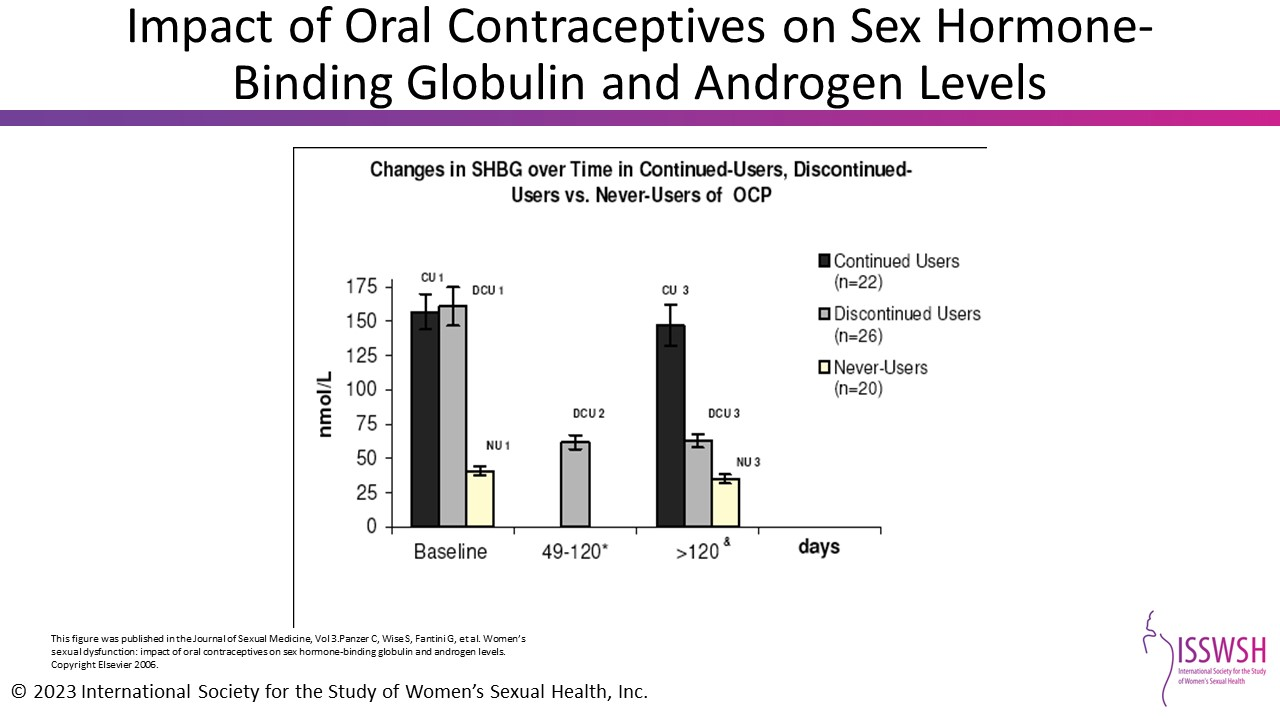 Impact of Oral Contraceptives on Sex Hormone-
Binding Globulin and Androgen Levels
Changes in SHBG over Time in Continued-Users, Discontinued-
Users vs. Never-Users of OCP
Continued Users
(n=22)
Discontinued Users
(n=26)
Never-Users
(n=20)
nmol/L
175
150
125
100
75
50
25
0
CU 1
DCU 1
NU 1
DCU 2
CU 3
DCU 3
NU 3
Baseline
49-120*
>120 &
days
This figure was published in the Journal of Sexual Medicine, Vol 3.Panzer C, Wise S, Fantini G, et al. Women's
sexual dysfunction: impact of oral contraceptives on sex hormone-binding globulin and androgen levels.
Copyright Elsevier 2006.
© 2023 International Society for the Study of Women's Sexual Health, Inc.
ISSWSH
International Society for the Study
of Women's Sexual Health